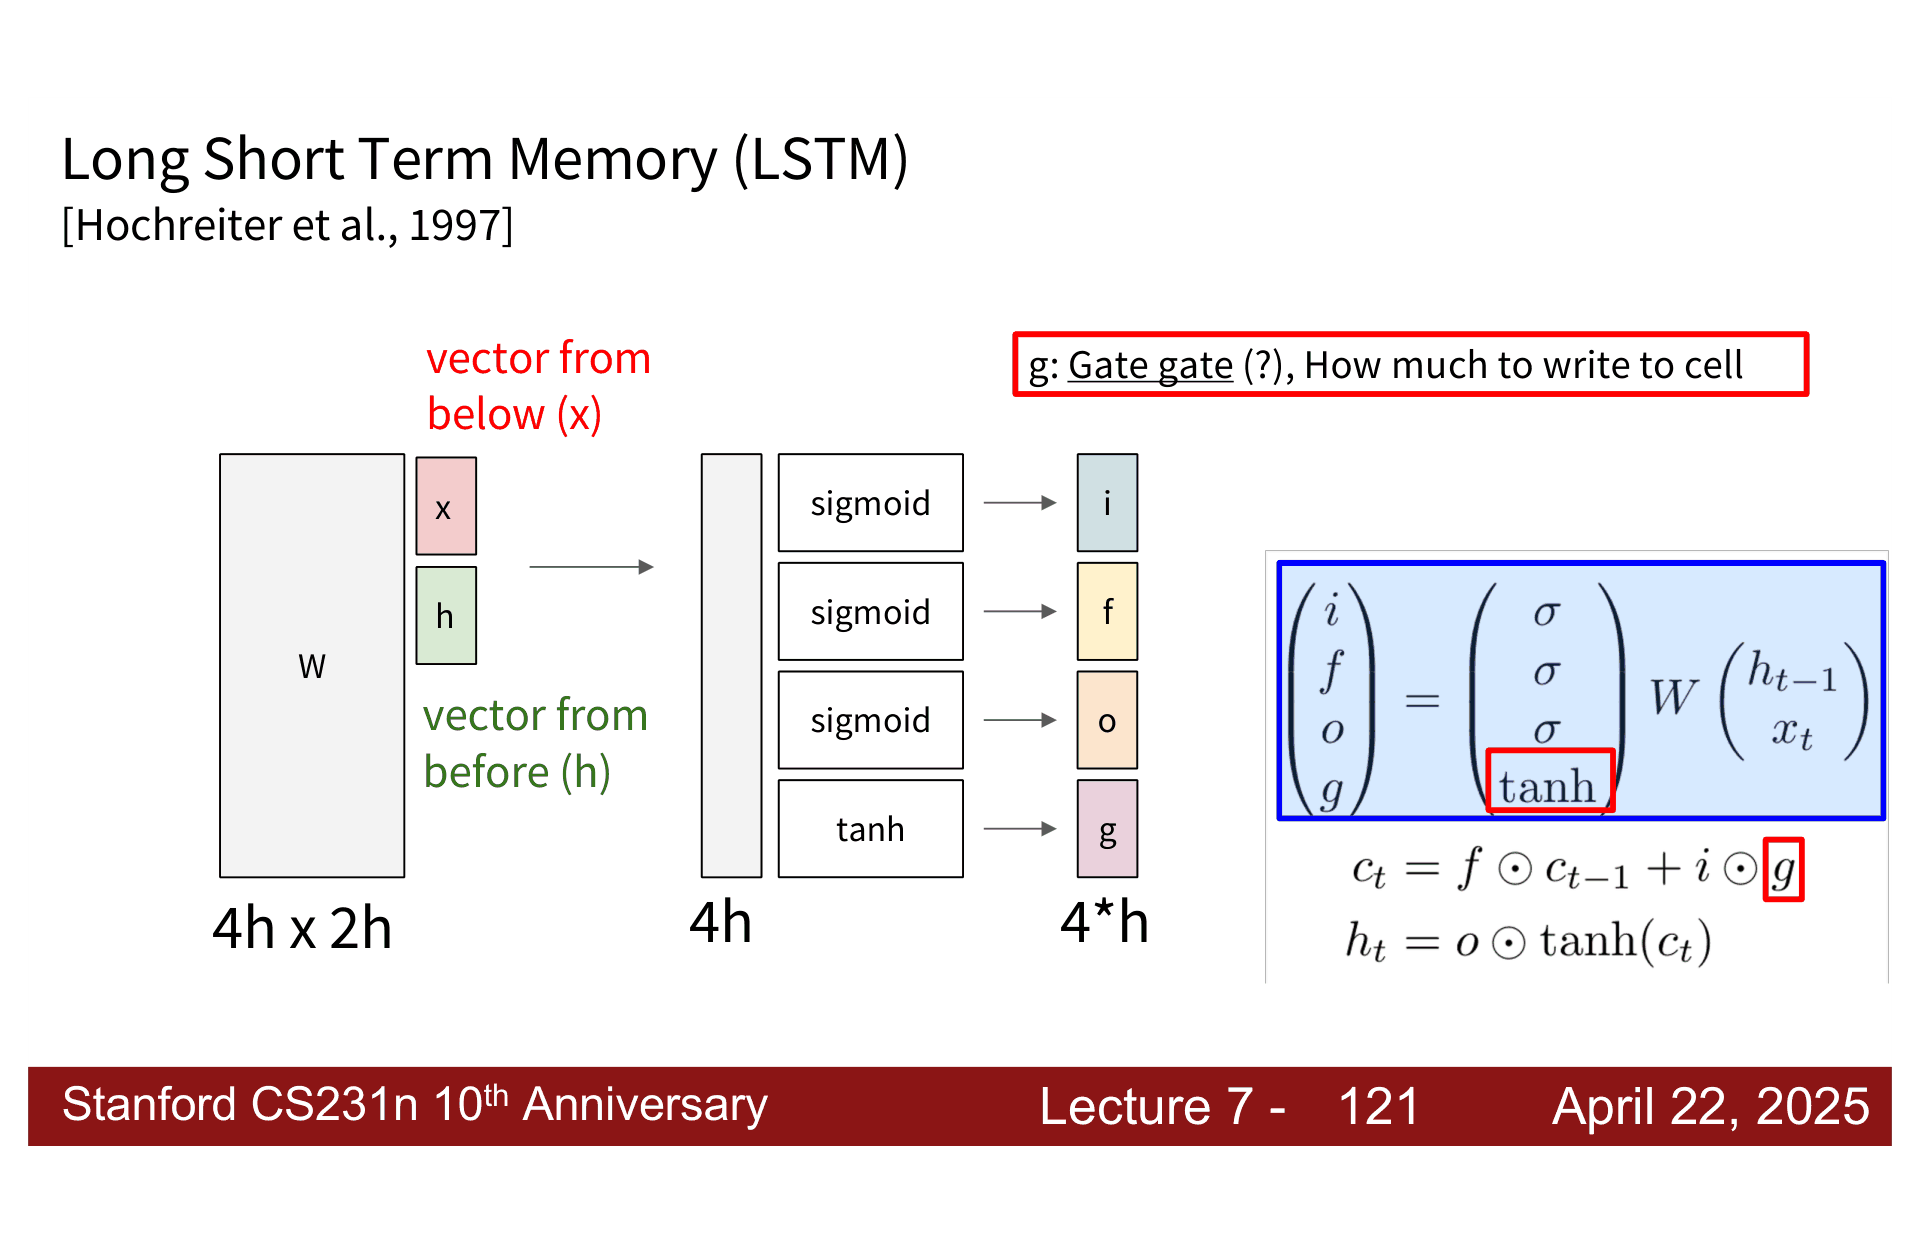 Long Short Term Memory (LSTM)
[Hochreiter et al., 1997]
vector from
below (x)
g: Gate gate (?), How much to write to cell
x
h
W
vector from
before (h)
sigmoid
sigmoid
sigmoid
tanh
i
f
o
g
4h x 2h
4h
4*h
i
f
o
g
=
σ
σ
σ
tanh
W
h_{t−1}
x_t
c_t = f ⊙ c_{t−1} + i ⊙ g
h_t = o ⊙ tanh(c_t)
Stanford CS231n 10th Anniversary
Lecture 7 - 121
April 22, 2025